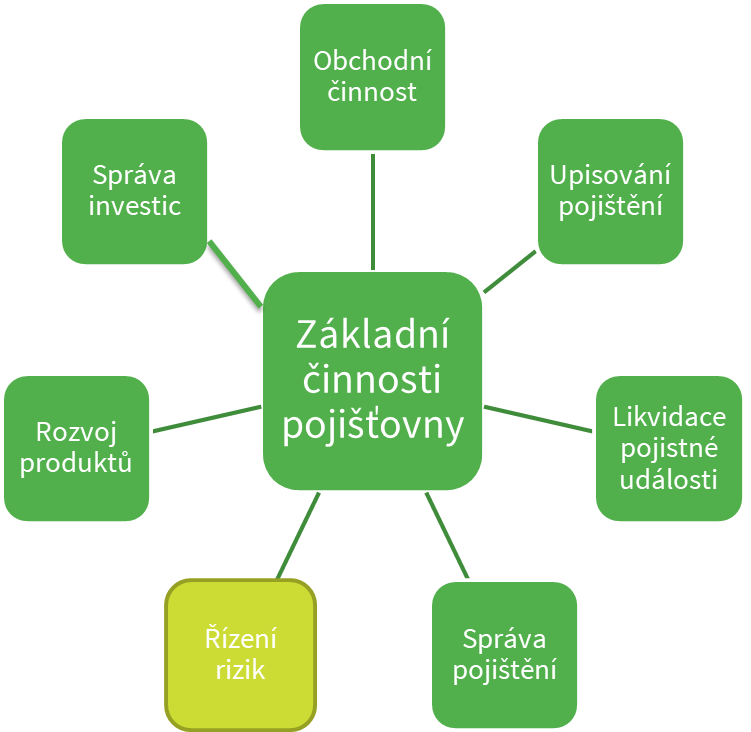 Obchodní
činnost
Správa
investic
Upisování
pojištění
Základní
činnosti
pojišťovny
Rozvoj
produktů
Likvidace
pojistné
události
Řízení
rizik
Správa
pojištění